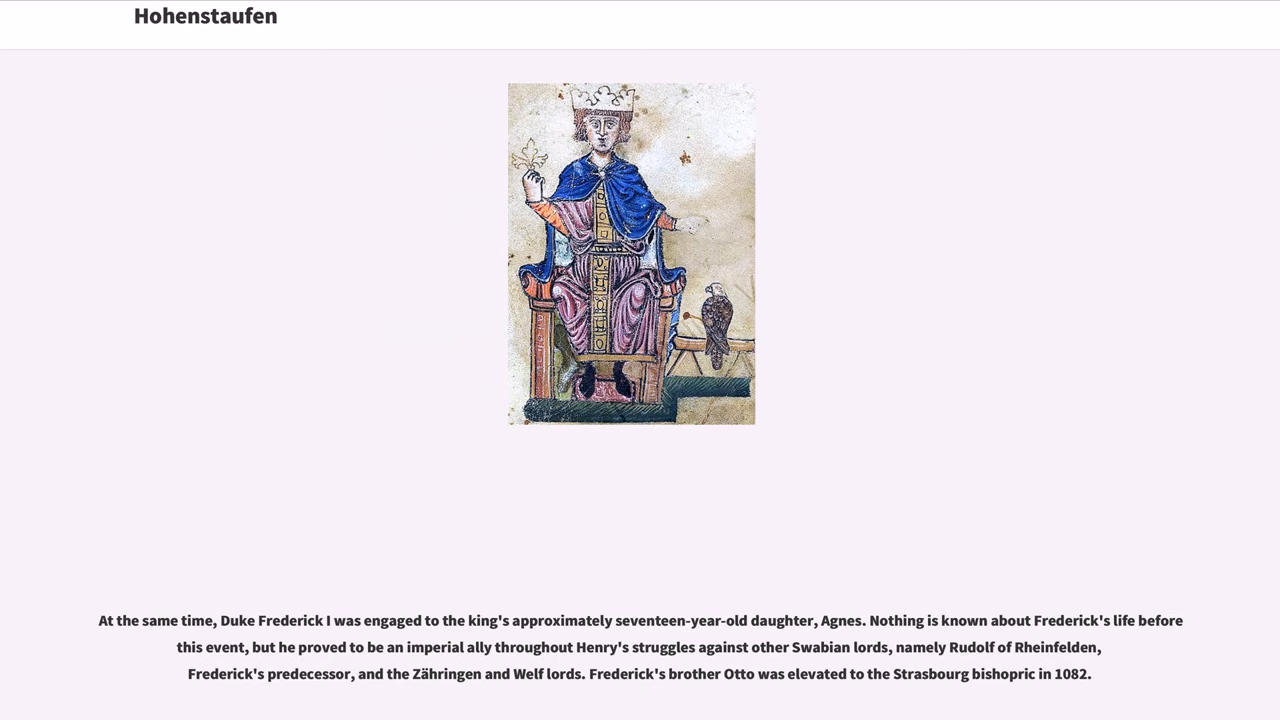 Hohenstaufen
At the same time, Duke Frederick I was engaged to the king's approximately seventeen-year-old daughter, Agnes. Nothing is known about Frederick's life before
this event, but he proved to be an imperial ally throughout Henry's struggles against other Swabian lords, namely Rudolf of Rheinfelden,
Frederick's predecessor, and the Zähringen and Welf lords. Frederick's brother Otto was elevated to the Strasbourg bishopric in 1082.